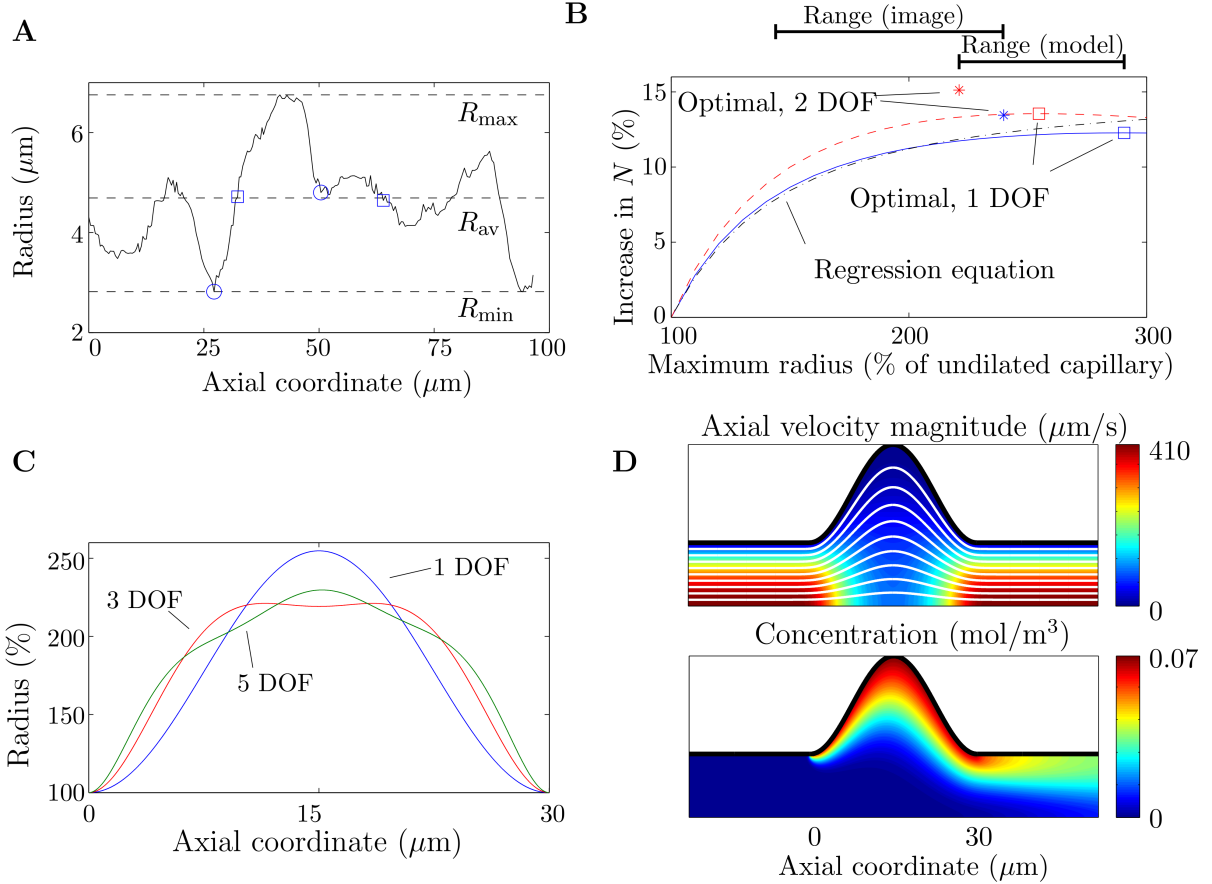 A
Radius (μm)
6
4
2
R_max
R_av
R_min
0
25
50
75
100
Axial coordinate (μm)
B
Range (image)
Range (model)
Increase in N (%)
15
10
5
0
Optimal, 2 DOF
Optimal, 1 DOF
Regression equation
100
200
300
Maximum radius (% of undilated capillary)
C
Radius (%)
250
200
150
100
1 DOF
3 DOF
5 DOF
0
15
30
Axial coordinate (μm)
D
Axial velocity magnitude (μm/s)
410
0
Concentration (mol/m³)
0.07
0
0
30
Axial coordinate (μm)